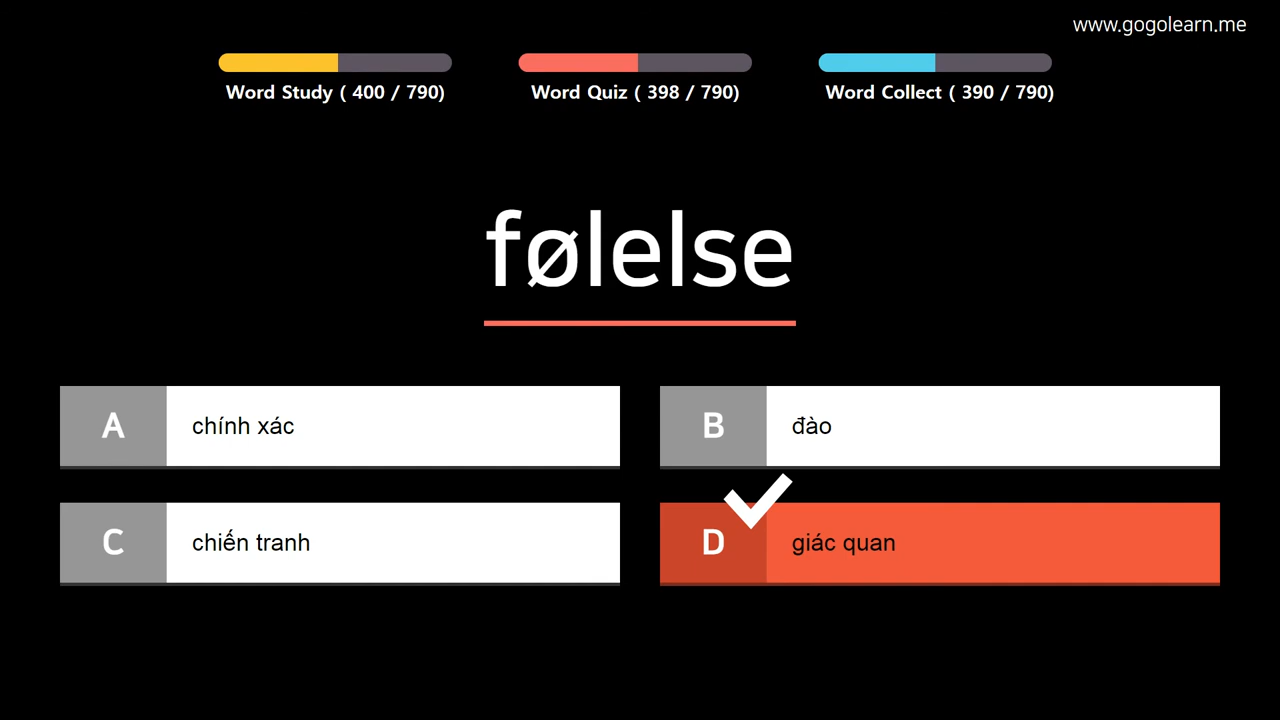 www.gogolearn.me
Word Study ( 400 / 790)
Word Quiz ( 398 / 790)
Word Collect ( 390 / 790)
følelse
A chính xác
B đào
C chiến tranh
D giác quan